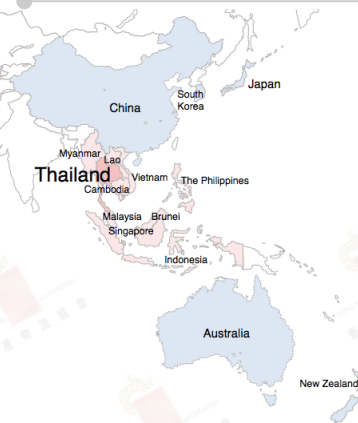 Japan
South
Korea
China
Myanmar
Lao
Thailand
Vietnam
The Philippines
Cambodia
Malaysia
Brunei
Singapore
Indonesia
Australia
New Zealand